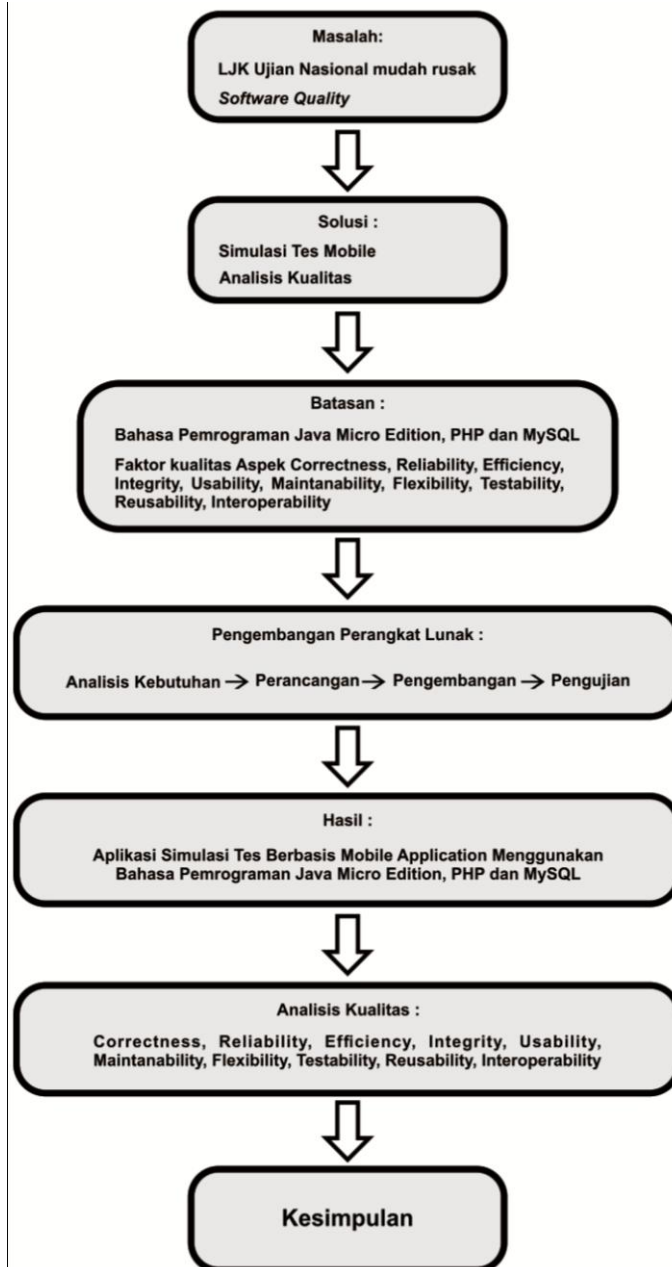 Masalah:
LJK Ujian Nasional mudah rusak
Software Quality
Solusi :
Simulasi Tes Mobile
Analisis Kualitas
Batasan :
Bahasa Pemrograman Java Micro Edition, PHP dan MySQL
Faktor kualitas Aspek Correctness, Reliability, Efficiency,
Integrity, Usability, Maintanability, Flexibility, Testability,
Reusability, Interoperability
Pengembangan Perangkat Lunak :
Analisis Kebutuhan → Perancangan → Pengembangan → Pengujian
Hasil :
Aplikasi Simulasi Tes Berbasis Mobile Application Menggunakan
Bahasa Pemrograman Java Micro Edition, PHP dan MySQL
Analisis Kualitas :
Correctness, Reliability, Efficiency, Integrity, Usability,
Maintanability, Flexibility, Testability, Reusability, Interoperability
Kesimpulan